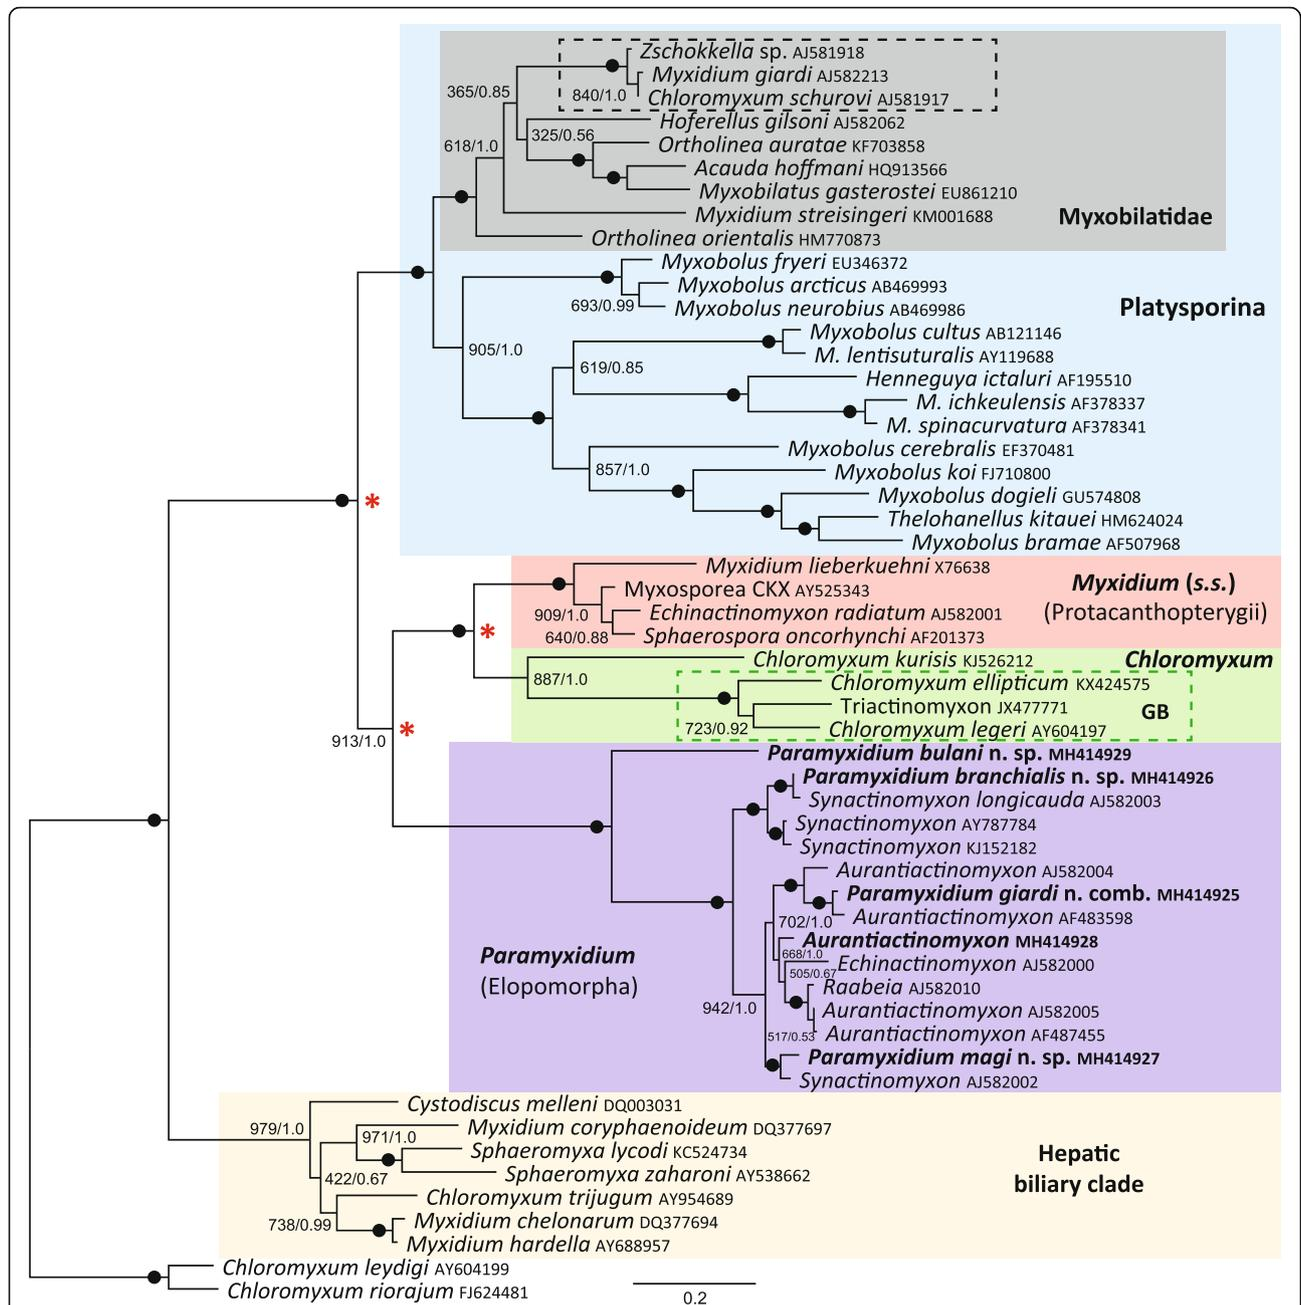 Zschokkella sp. AJ581918
365/0.85
Myxidium giardi AJ582213
840/1.0
Chloromyxum schurovi AJ581917
Hoferellus gilsoni AJ582062
325/0.56
618/1.0
Ortholinea auratae KF703858
Acauda hoffmani HQ913566
Myxobilatus gasterostei EU861210
Myxidium streisingeri KM001688
Myxobilatidae
Ortholinea orientalis HM770873
Myxobolus fryeri EU346372
Myxobolus arcticus AB469993
693/0.99
Myxobolus neurobius AB469986
Platysporina
Myxobolus cultus AB121146
905/1.0
M. lentisuturalis AY119688
619/0.85
Henneguya ictaluri AF195510
M. ichkeulensis AF378337
M. spinacurvatura AF378341
Myxobolus cerebralis EF370481
857/1.0
Myxobolus koi FJ710800
Myxobolus dogieli GU574808
*
Thelohanellus kitauei HM624024
Myxobolus bramae AF507968
Myxidium lieberkuehni X76638
Myxidium (s.s.)
Myxosporea CKX AY525343
909/1.0
Echinactinomyxon radiatum AJ582001
(Protacanthopterygii)
*
640/0.88
Sphaerospora oncorhynchi AF201373
Chloromyxum kurisis KJ526212
Chloromyxum
887/1.0
Chloromyxum ellipticum KX424575
Triactinomyxon JX477771
GB
723/0.92
Chloromyxum legeri AY604197
*
913/1.0
Paramyxidium bulani n. sp. MH414929
Paramyxidium branchialis n. sp. MH414926
Synactinomyxon longicauda AJ582003
Synactinomyxon AY787784
Synactinomyxon KJ152182
Aurantiactinomyxon AJ582004
Paramyxidium giardi n. comb. MH414925
702/1.0
Aurantiactinomyxon AF483598
Aurantiactinomyxon MH414928
668/1.0
Paramyxidium
Echinactinomyxon AJ582000
505/0.67
(Elopomorpha)
Raabeia AJ582010
942/1.0
Aurantiactinomyxon AJ582005
517/0.53
Aurantiactinomyxon AF487455
Paramyxidium magi n. sp. MH414927
Synactinomyxon AJ582002
Cystodiscus melleni DQ003031
979/1.0
Myxidium coryphaenoideum DQ377697
971/1.0
Sphaeromyxa lycodi KC524734
Hepatic
biliary clade
Sphaeromyxa zaharoni AY538662
422/0.67
Chloromyxum trijugum AY954689
738/0.99
Myxidium chelonarum DQ377694
Myxidium hardella AY688957
Chloromyxum leydigi AY604199
Chloromyxum riorajum FJ624481
0.2